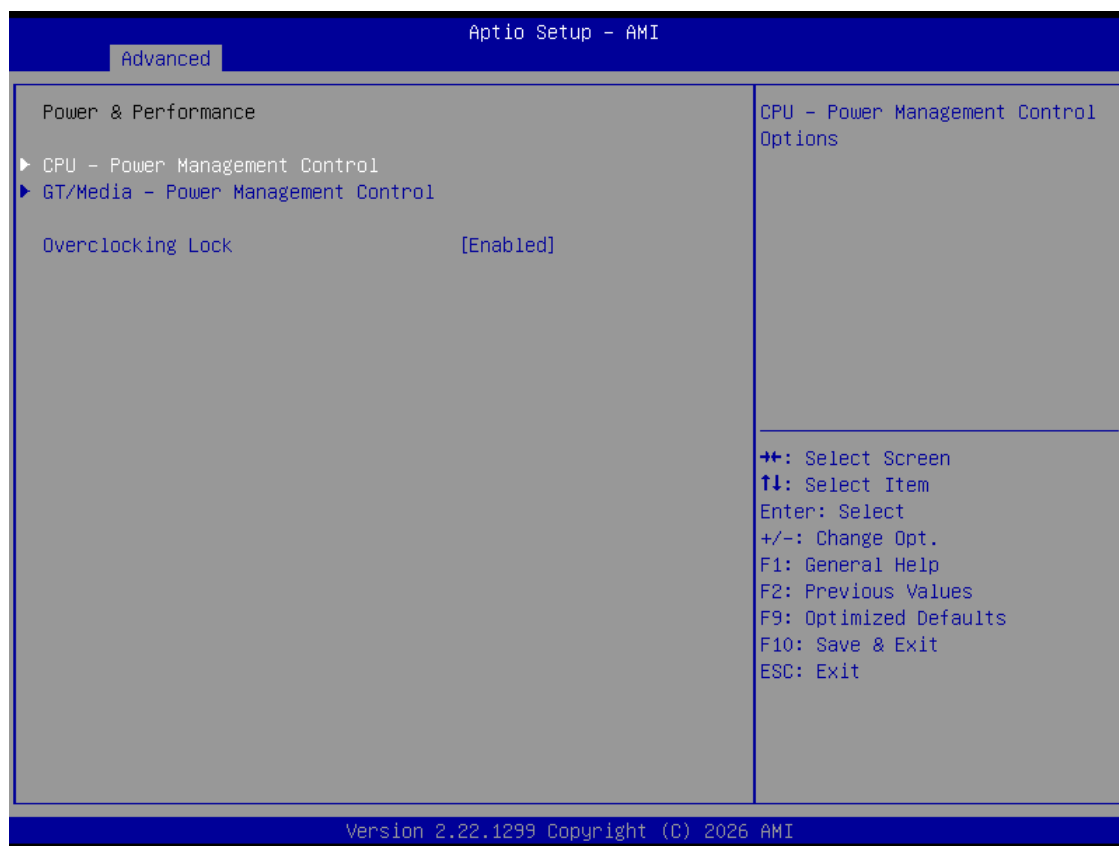 Aptio Setup – AMI
Advanced
Power & Performance
CPU – Power Management Control
GT/Media – Power Management Control
Overclocking Lock [Enabled]
CPU – Power Management Control
Options
→←: Select Screen
↑↓: Select Item
Enter: Select
+/–: Change Opt.
F1: General Help
F2: Previous Values
F9: Optimized Defaults
F10: Save & Exit
ESC: Exit
Version 2.22.1299 Copyright (C) 2026 AMI